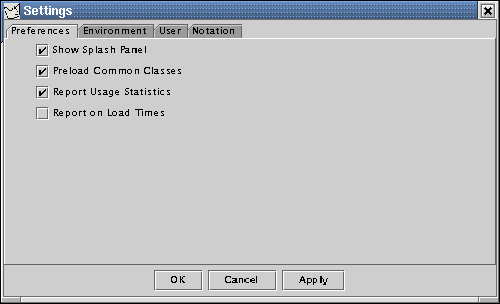 Settings
Preferences Environment User Notation
Show Splash Panel
Preload Common Classes
Report Usage Statistics
Report on Load Times
OK Cancel Apply